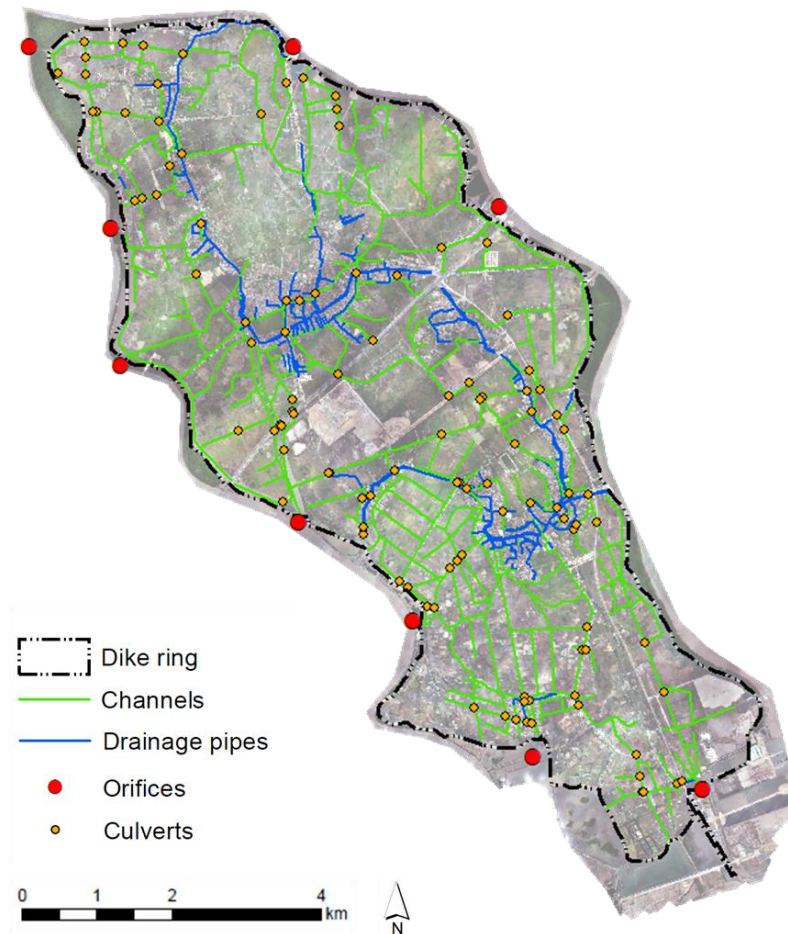 Dike ring
Channels
Drainage pipes
Orifices
Culverts
0 1 2 4
km
N